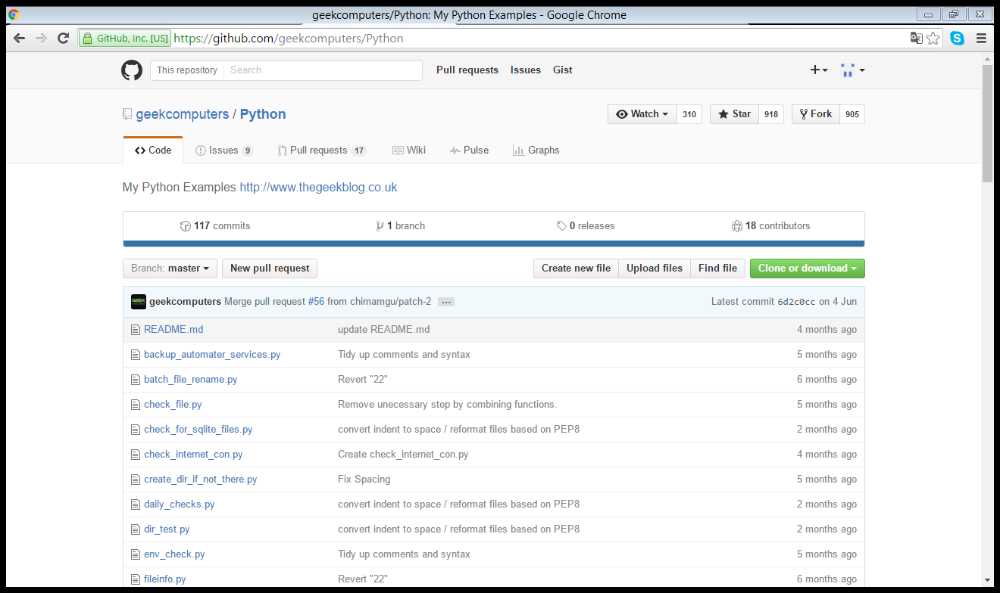 geekcomputers/Python: My Python Examples - Google Chrome
GitHub, Inc. [US] https://github.com/geekcomputers/Python
This repository Search Pull requests Issues Gist
geekcomputers / Python Watch 310 Star 918 Fork 905
Code Issues 9 Pull requests 17 Wiki Pulse Graphs
My Python Examples http://www.thegeekblog.co.uk
117 commits 1 branch 0 releases 18 contributors
Branch: master New pull request Create new file Upload files Find file Clone or download
geekcomputers Merge pull request #56 from chimamgu/patch-2 … Latest commit 6d2c0cc on 4 Jun
README.md update README.md 4 months ago
backup_automater_services.py Tidy up comments and syntax 5 months ago
batch_file_rename.py Revert "22" 6 months ago
check_file.py Remove unecessary step by combining functions. 5 months ago
check_for_sqlite_files.py convert indent to space / reformat files based on PEP8 2 months ago
check_internet_con.py Create check_internet_con.py 4 months ago
create_dir_if_not_there.py Fix Spacing 5 months ago
daily_checks.py convert indent to space / reformat files based on PEP8 2 months ago
dir_test.py convert indent to space / reformat files based on PEP8 2 months ago
env_check.py Tidy up comments and syntax 5 months ago
fileinfo.py Revert "22" 6 months ago